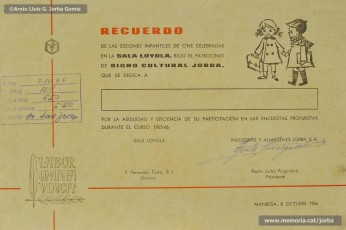 ©Arxiu Lluís G. Jorba Gomis
RECUERDO
DE LAS SESIONES INFANTILES DE CINE CELEBRADAS
EN LA SALA LOYOLA, BAJO EL PATROCINIO
DE SIGNO CULTURAL JORBA,
QUE SE DEDICA A
POR LA ASIDUIDAD Y EFICIENCIA DE SU PARTICIPACIÓN EN LAS ENCUESTAS PROPUESTAS
DURANTE EL CURSO 1965-66.
SALA LOYOLA
INDUSTRIAS Y ALMACENES JORBA S.A.
Director
Pedro Jorba
Presidente
LABOR
OMNIA
VINCIT
MANRESA, 8 OCTUBRE 1966
www.memoria.cat/jorba